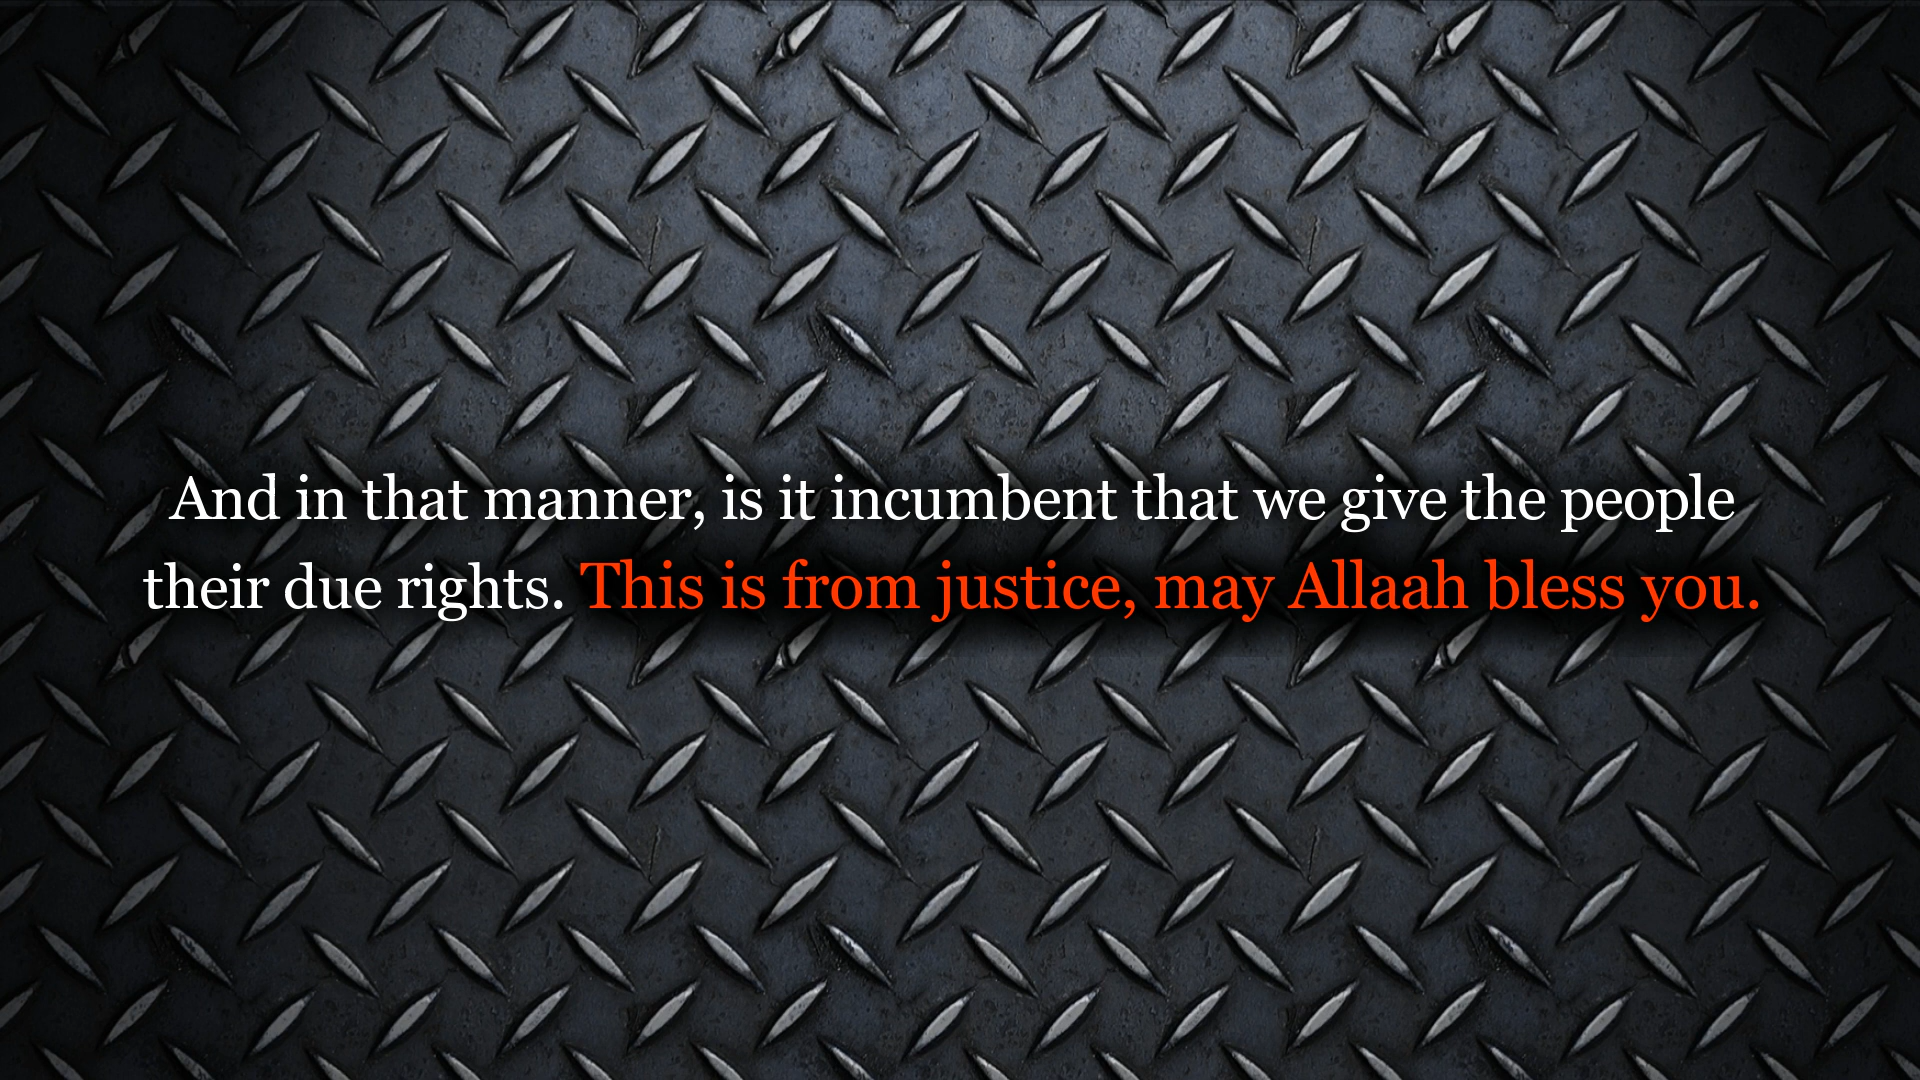 And in that manner, is it incumbent that we give the people
their due rights. This is from justice, may Allaah bless you.